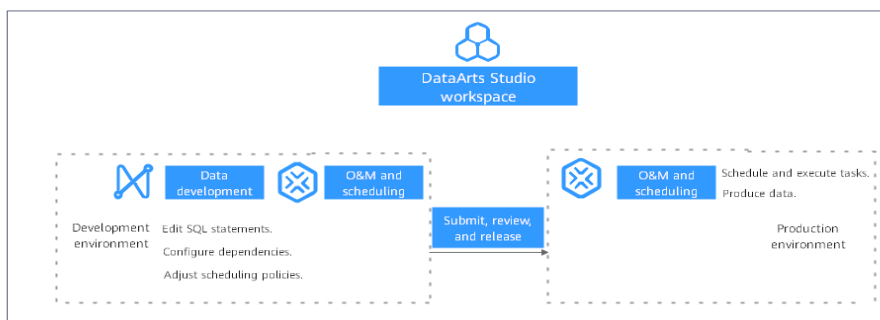 DataArts Studio
workspace
Data
development
O&M and
scheduling
Development
environment
Edit SQL statements.
Configure dependencies.
Adjust scheduling policies.
Submit, review,
and release
O&M and
scheduling
Schedule and execute tasks.
Produce data.
Production
environment